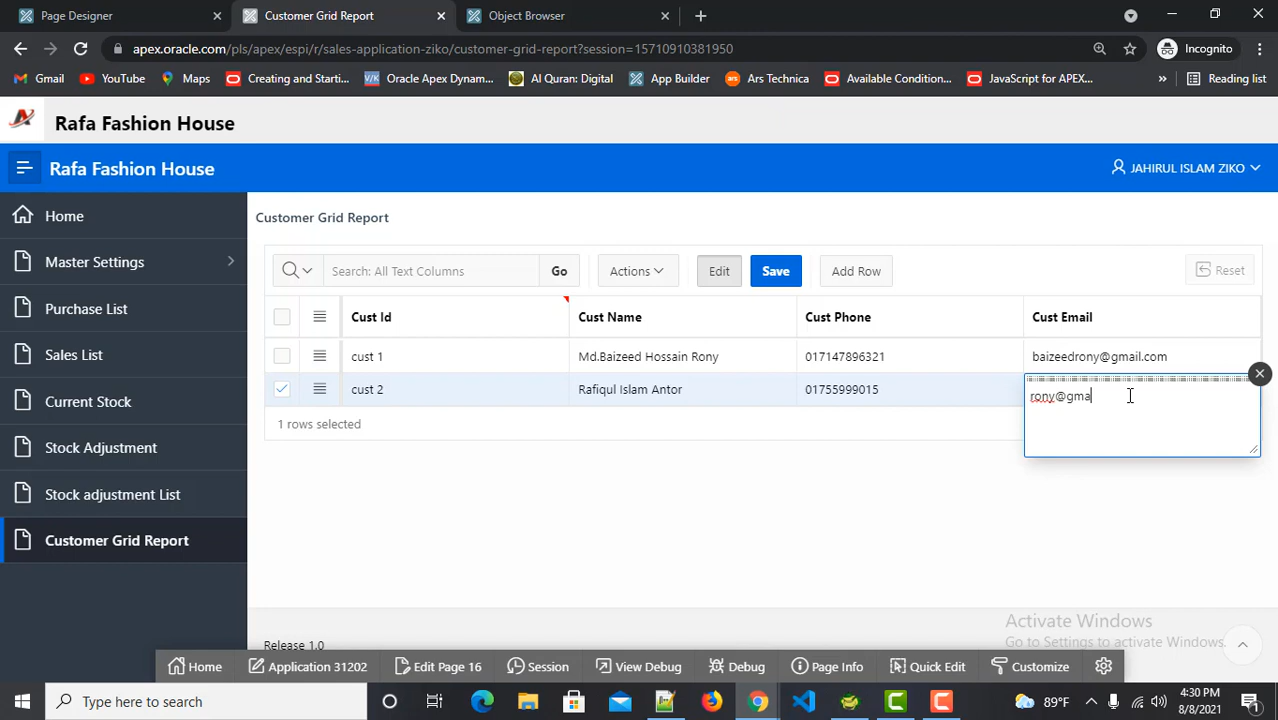 Page Designer
Customer Grid Report
Object Browser
apex.oracle.com/pls/apex/espi/r/sales-application-ziko/customer-grid-report?session=15710910381950
Incognito
Gmail
YouTube
Maps
Creating and Starti...
Oracle Apex Dynam...
Al Quran: Digital
App Builder
Ars Technica
Available Condition...
JavaScript for APEX...
»
Reading list
Rafa Fashion House
Rafa Fashion House
JAHIRUL ISLAM ZIKO
Home
Master Settings
Purchase List
Sales List
Current Stock
Stock Adjustment
Stock adjustment List
Customer Grid Report
Customer Grid Report
Search: All Text Columns
Go
Actions
Edit
Save
Add Row
Reset
Cust Id
Cust Name
Cust Phone
Cust Email
cust 1
Md.Baizeed Hossain Rony
017147896321
baizeedrony@gmail.com
cust 2
Rafiqul Islam Antor
01755999015
rony@gma
1 rows selected
Activate Windows
Go to Settings to activate Windows.
Release 1.0
Home
Application 31202
Edit Page 16
Session
View Debug
Debug
Page Info
Quick Edit
Customize
Type here to search
89°F
4:30 PM
8/8/2021